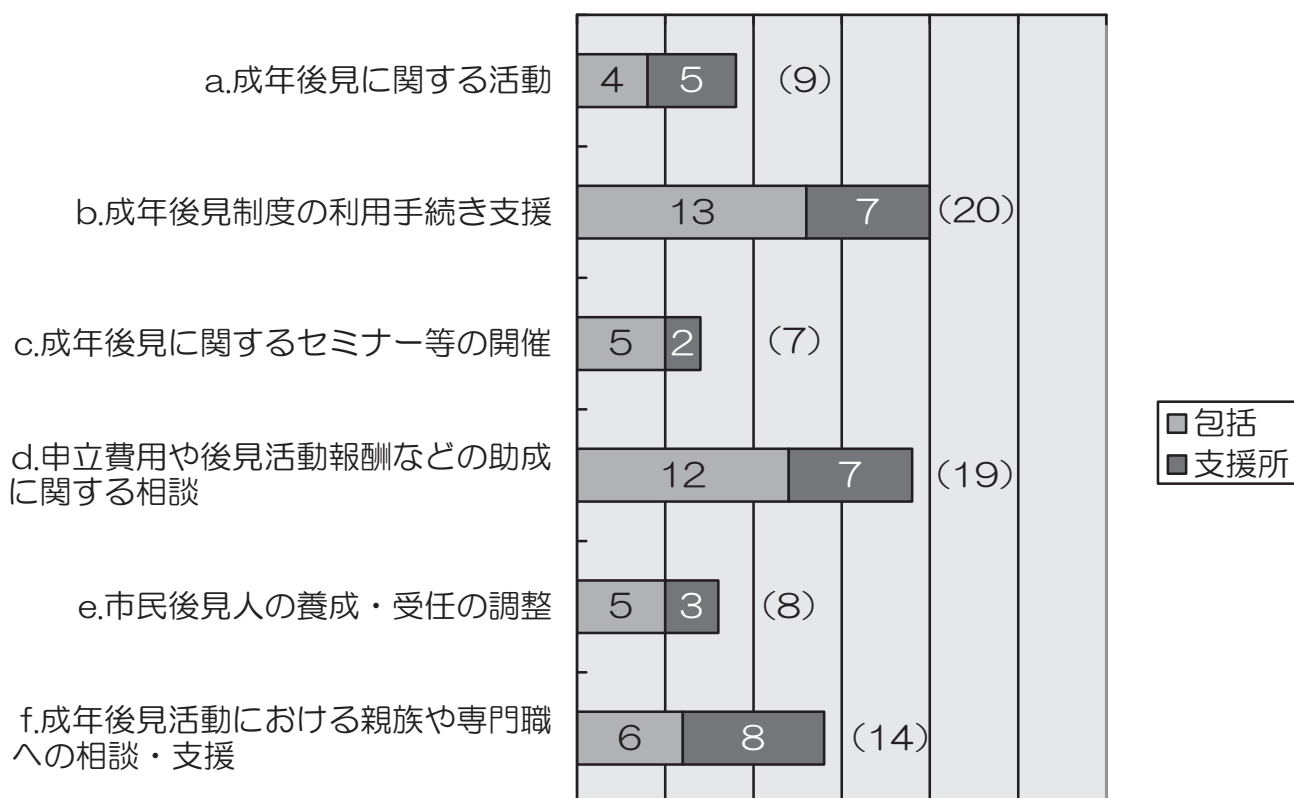 a.成年後見に関する活動
4
5
（9）
b.成年後見制度の利用手続き支援
13
7
（20）
c.成年後見に関するセミナー等の開催
5
2
（7）
d.申立費用や後見活動報酬などの助成
に関する相談
12
7
（19）
e.市民後見人の養成・受任の調整
5
3
（8）
f.成年後見活動における親族や専門職
への相談・支援
6
8
（14）
包括
支援所